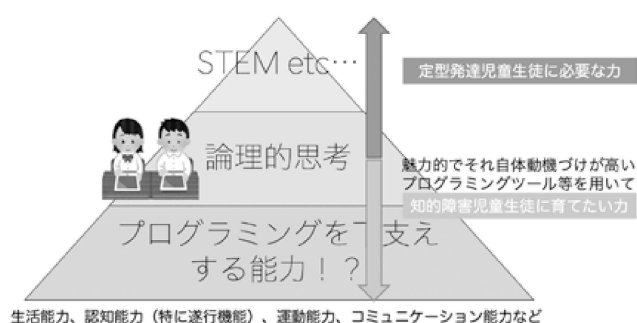 STEM etc…
定型発達児童生徒に必要な力
論理的思考
魅力的でそれ自体動機づけが高い
プログラミングツール等を用いて
知的障害児童生徒に育てたい力
プログラミングを下支え
する能力！？
生活能力、認知能力（特に遂行機能）、運動能力、コミュニケーション能力など